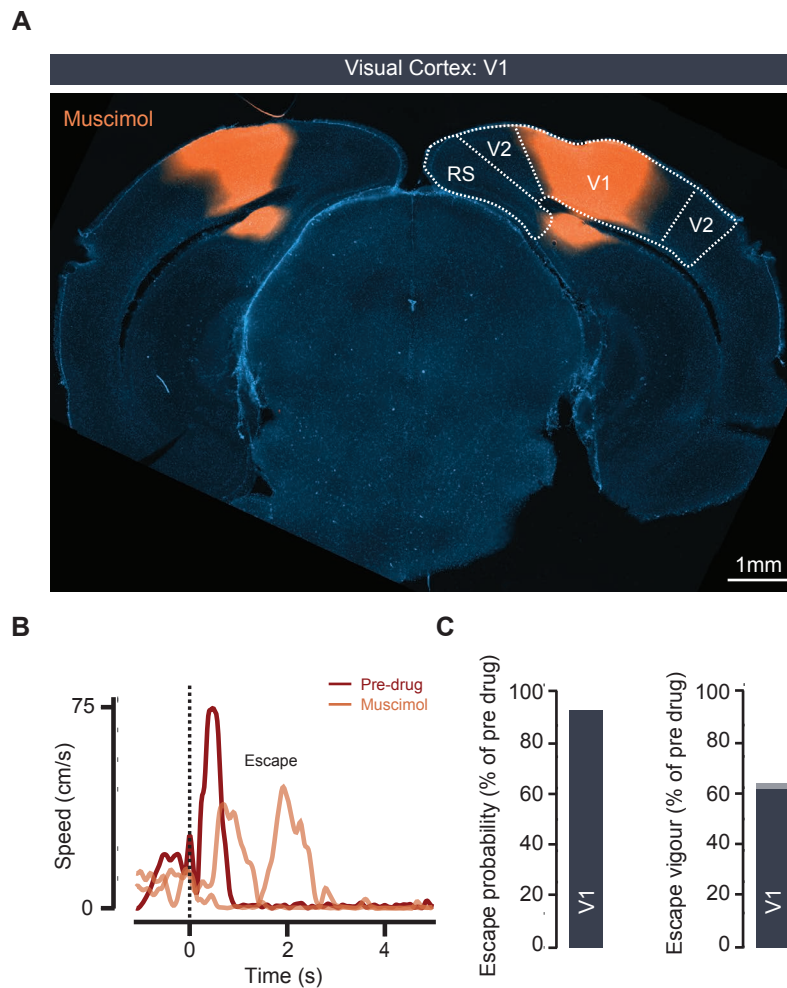 A
Visual Cortex: V1
Muscimol
V2
RS
V1
V2
1mm
B
Pre-drug
Muscimol
Escape
75
0
Speed (cm/s)
0
2
4
Time (s)
C
Escape probability (% of pre drug)
100
80
60
40
20
0
V1
Escape vigour (% of pre drug)
100
80
60
40
20
0
V1